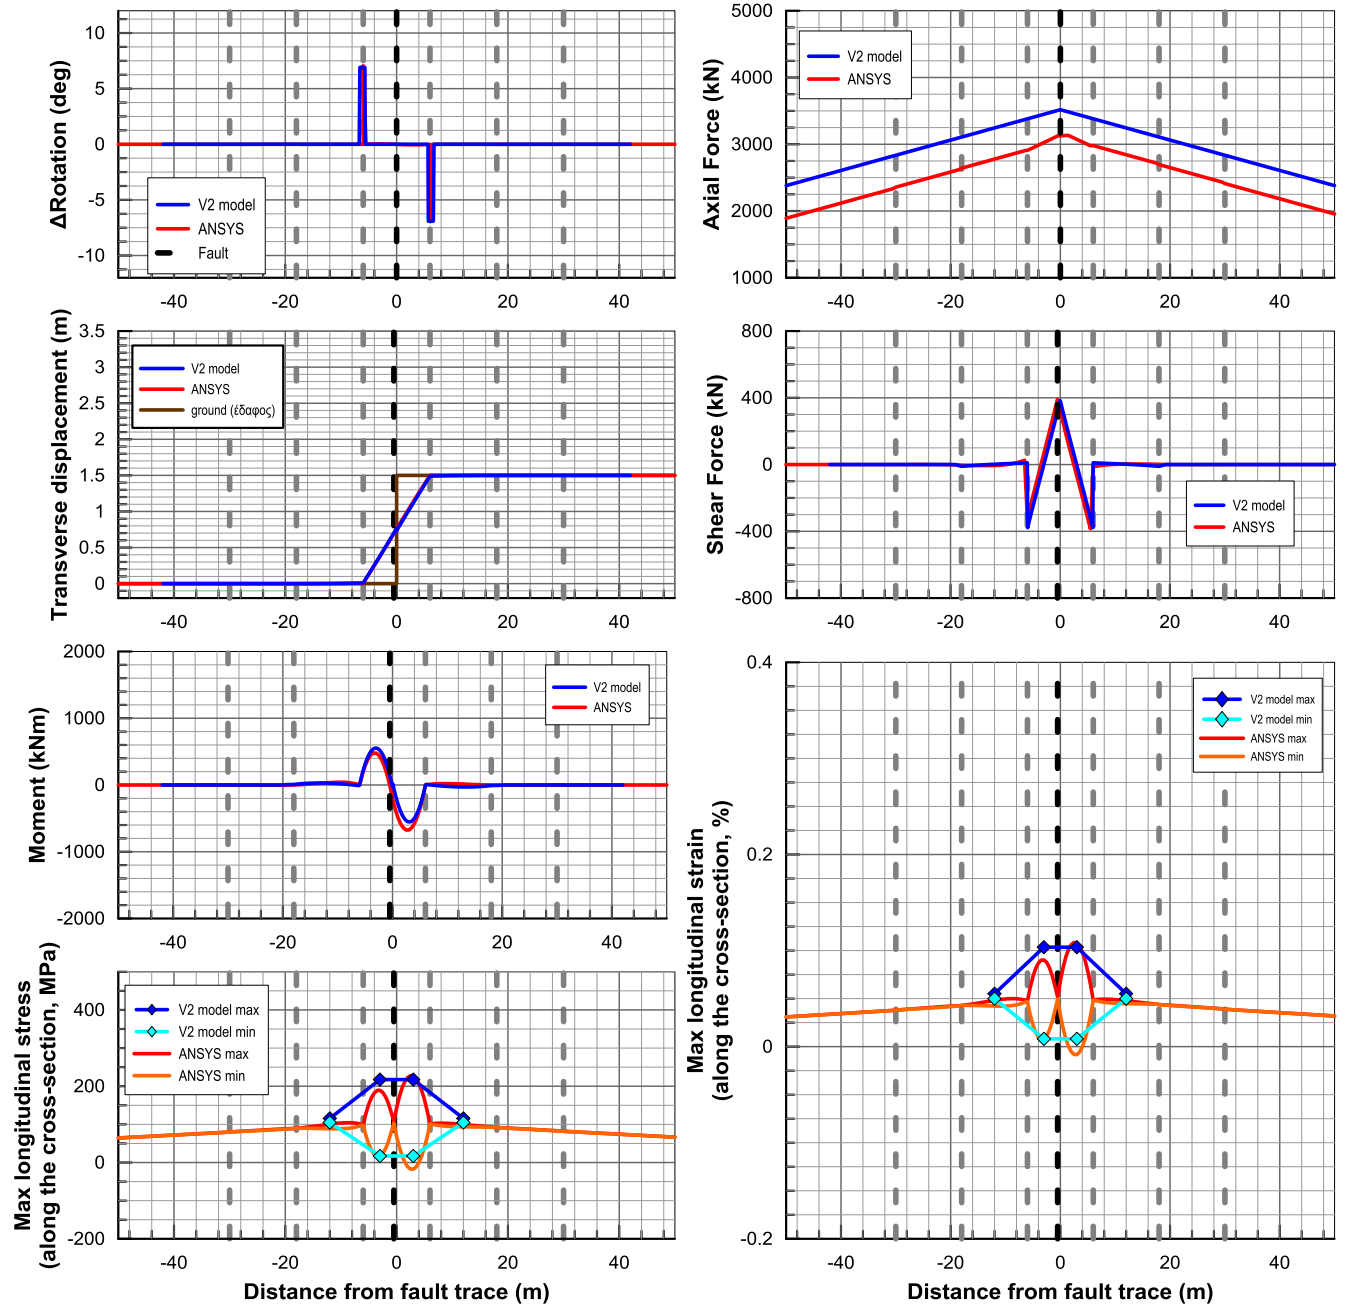 ΔRotation (deg)
10
5
0
-5
-10
V2 model
ANSYS
Fault
-40
-20
0
20
40
Axial Force (kN)
5000
4000
3000
2000
1000
V2 model
ANSYS
-40
-20
0
20
40
Transverse displacement (m)
3.5
3
2.5
2
1.5
1
0.5
0
V2 model
ANSYS
ground (έδαφος)
-40
-20
0
20
40
Shear Force (kN)
800
400
0
-400
-800
V2 model
ANSYS
-40
-20
0
20
40
Moment (kNm)
2000
1000
0
-1000
-2000
V2 model
ANSYS
-40
-20
0
20
40
Max longitudinal stress
(along the cross-section, MPa)
400
200
0
-200
V2 model max
V2 model min
ANSYS max
ANSYS min
-40
-20
0
20
40
Distance from fault trace (m)
Max longitudinal strain
(along the cross-section, %)
0.4
0.2
0
-0.2
V2 model max
V2 model min
ANSYS max
ANSYS min
-40
-20
0
20
40
Distance from fault trace (m)